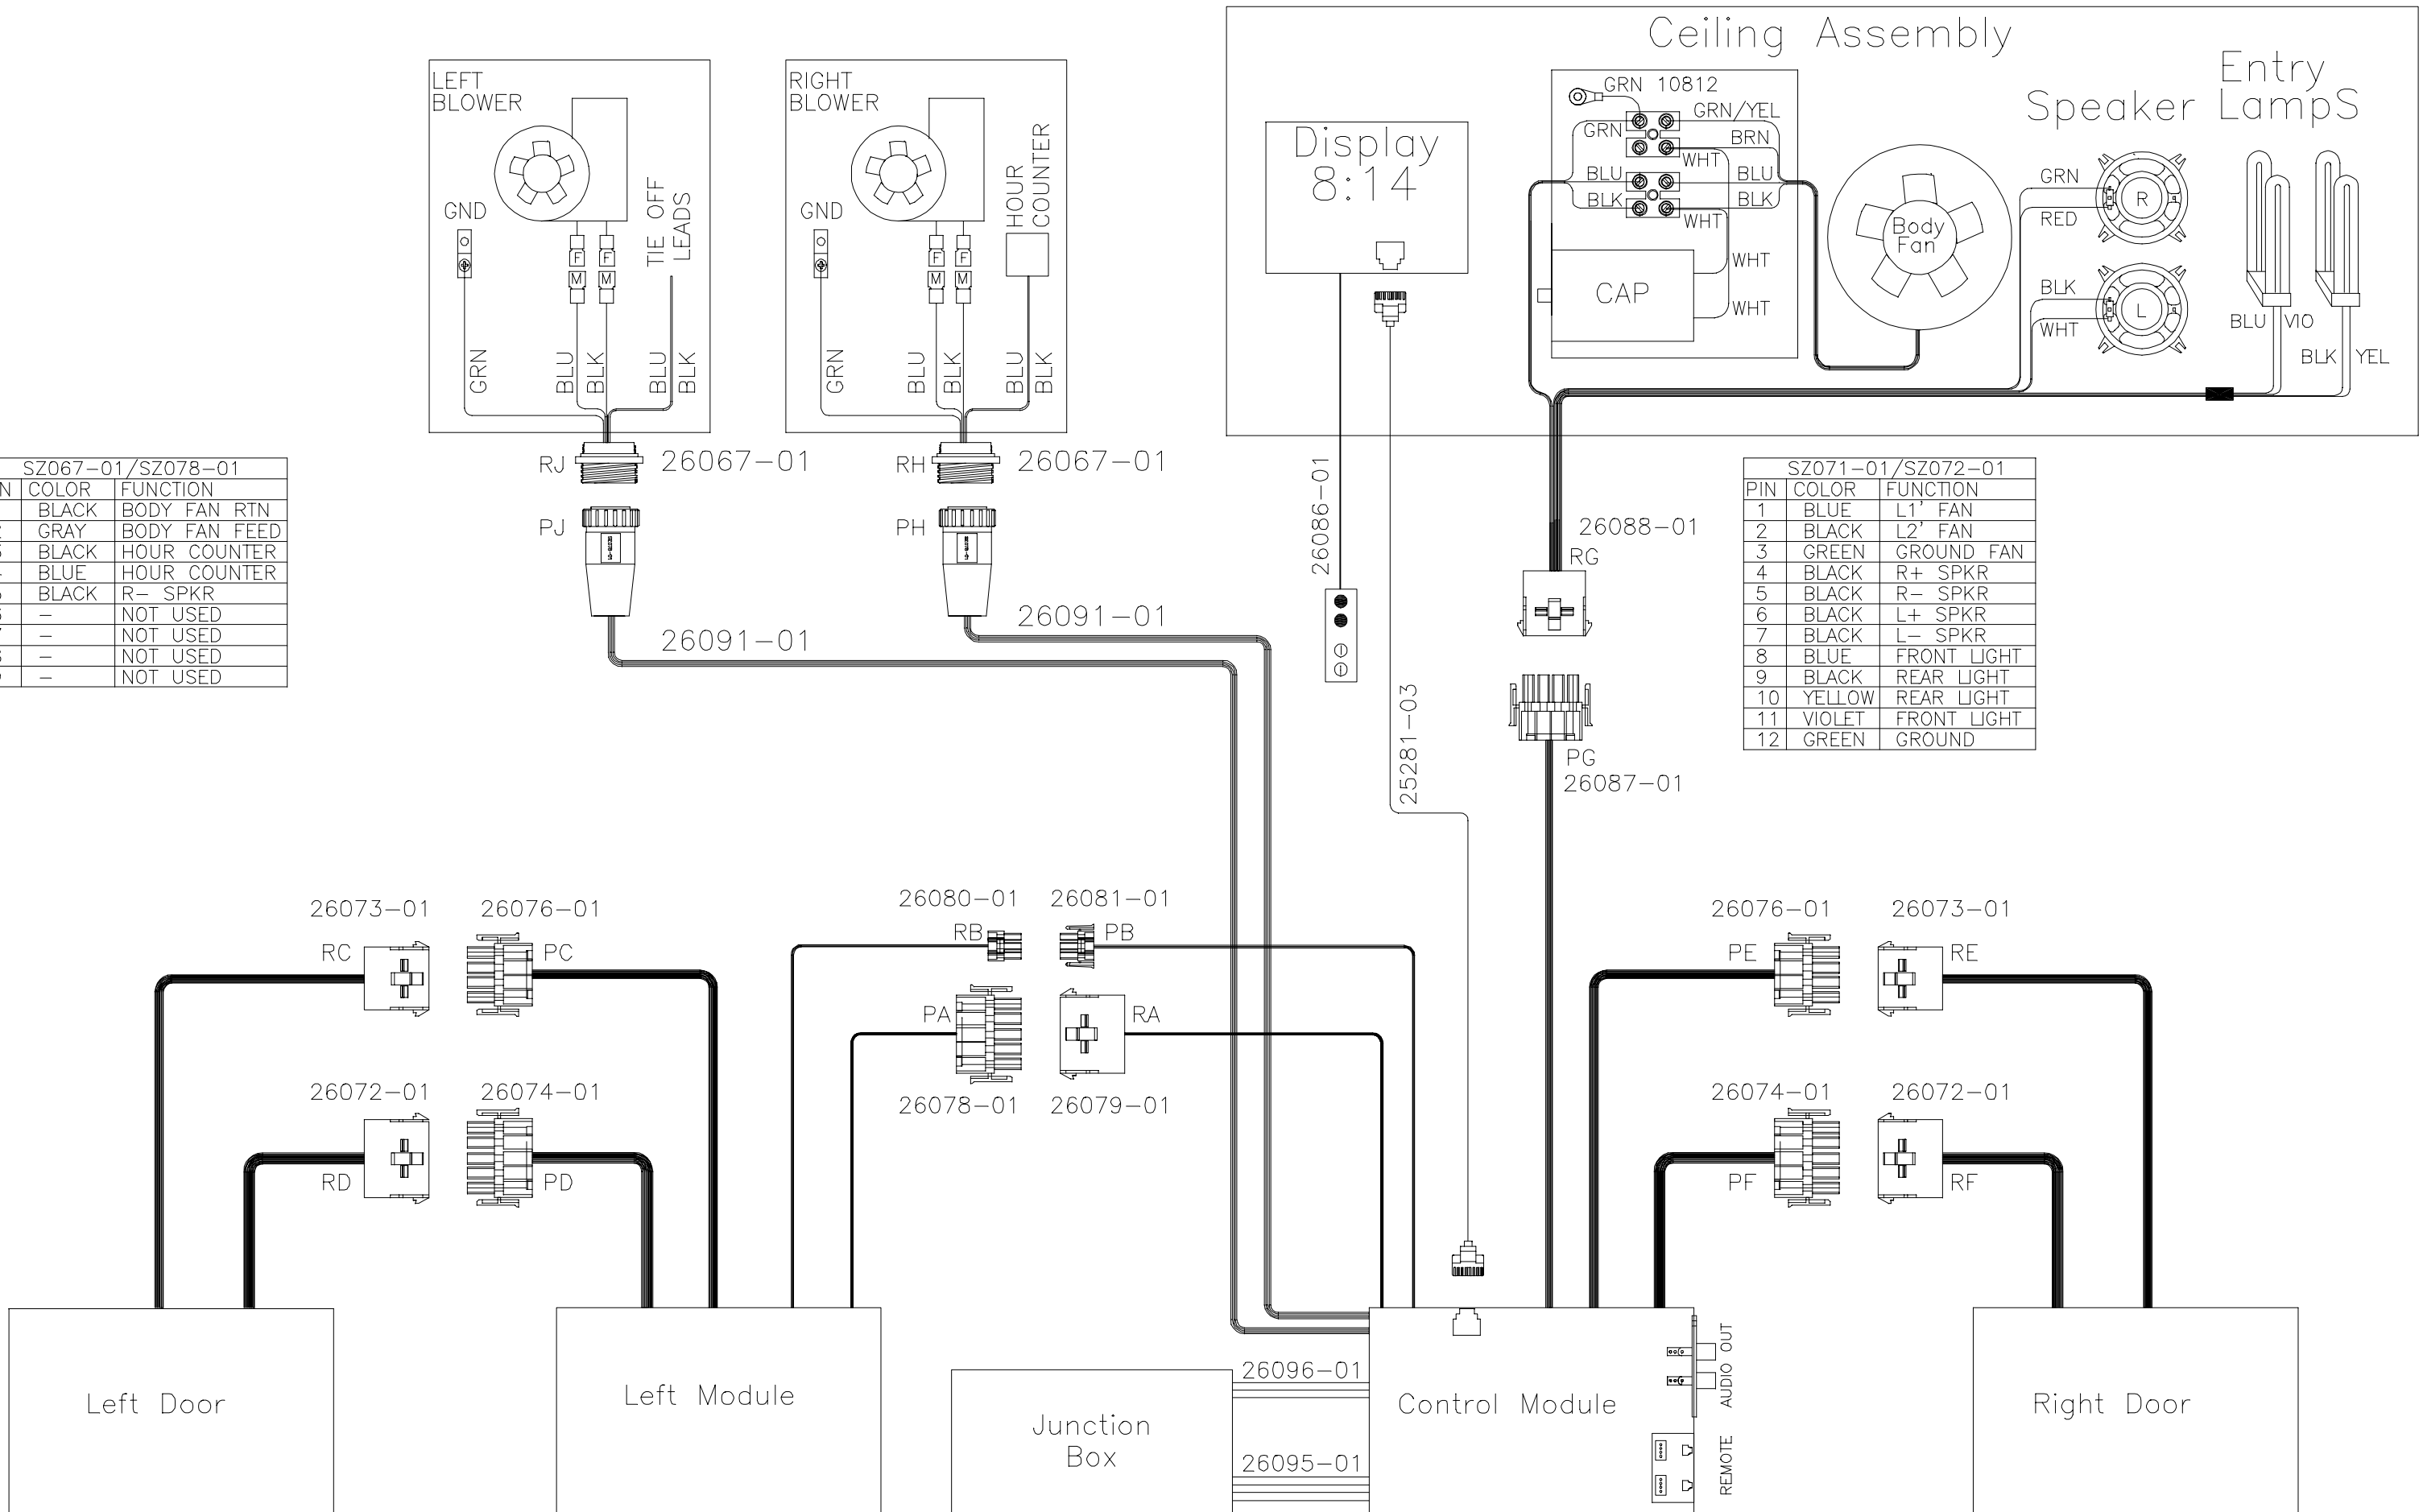 Ceiling Assembly
Entry
LampS
Speaker
LEFT
BLOWER
GND
TIE OFF
LEADS
F
F
M
M
GRN
BLU
BLK
BLU
BLK
RIGHT
BLOWER
GND
HOUR
COUNTER
F
F
M
M
GRN
BLU
BLK
BLU
BLK
Display
8:14
GRN 10812
GRN/YEL
GRN
BRN
WHT
BLU
BLU
BLK
BLK
WHT
WHT
CAP
WHT
Body
Fan
GRN
R
RED
BLK
L
WHT
BLU
VIO
BLK
YEL
SZ067-01/SZ078-01
N COLOR FUNCTION
BLACK BODY FAN RTN
GRAY BODY FAN FEED
BLACK HOUR COUNTER
BLUE HOUR COUNTER
BLACK R- SPKR
- NOT USED
- NOT USED
- NOT USED
- NOT USED
RJ
26067-01
RH
26067-01
PJ
PH
26091-01
26091-01
26086-01
25281-03
26088-01
RG
PG
26087-01
SZ071-01/SZ072-01
PIN COLOR FUNCTION
1 BLUE L1' FAN
2 BLACK L2' FAN
3 GREEN GROUND FAN
4 BLACK R+ SPKR
5 BLACK R- SPKR
6 BLACK L+ SPKR
7 BLACK L- SPKR
8 BLUE FRONT LIGHT
9 BLACK REAR LIGHT
10 YELLOW REAR LIGHT
11 VIOLET FRONT LIGHT
12 GREEN GROUND
26073-01
26076-01
RC
PC
26072-01
26074-01
RD
PD
26080-01
26081-01
RB
PB
PA
RA
26078-01
26079-01
26076-01
26073-01
PE
RE
26074-01
26072-01
PF
RF
Left Door
Left Module
Junction
Box
26096-01
26095-01
Control Module
AUDIO OUT
REMOTE
Right Door